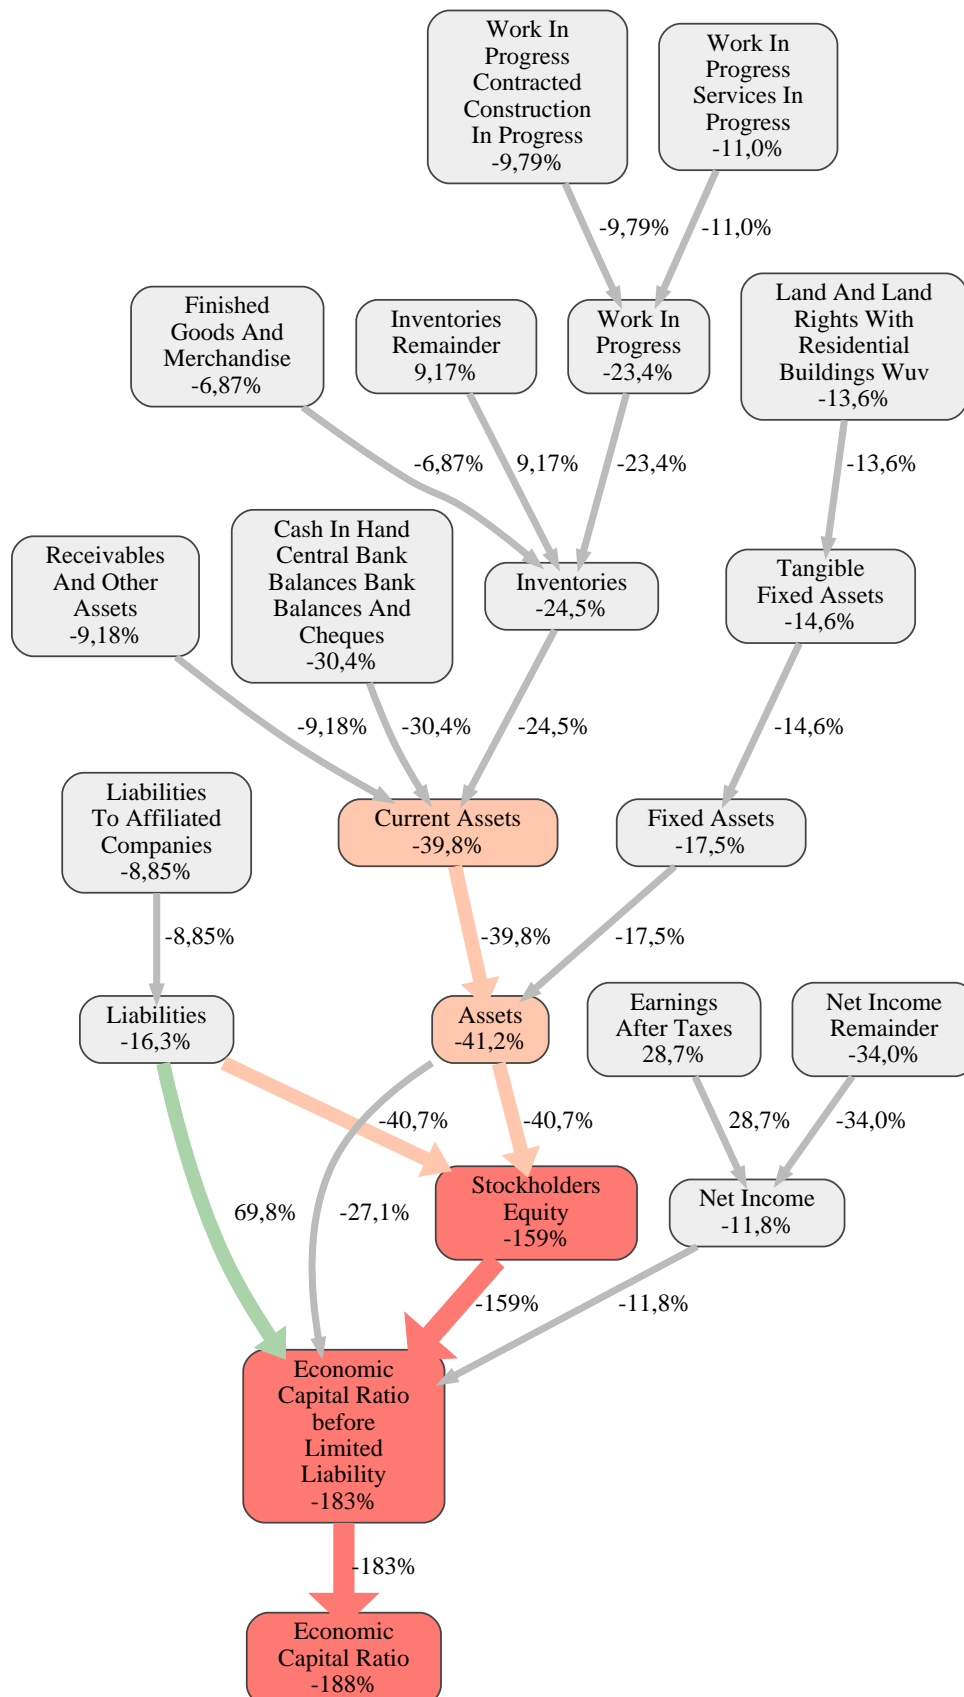 Work In
Progress
Contracted
Construction
In Progress
-9,79%
Work In
Progress
Services In
Progress
-11,0%
-9,79%
-11,0%
Finished
Goods And
Merchandise
-6,87%
Inventories
Remainder
9,17%
Work In
Progress
-23,4%
Land And Land
Rights With
Residential
Buildings Wuv
-13,6%
-6,87%
9,17%
-23,4%
-13,6%
Receivables
And Other
Assets
-9,18%
Cash In Hand
Central Bank
Balances Bank
Balances And
Cheques
-30,4%
Inventories
-24,5%
Tangible
Fixed Assets
-14,6%
-9,18%
-30,4%
-24,5%
-14,6%
Liabilities
To Affiliated
Companies
-8,85%
Current Assets
-39,8%
Fixed Assets
-17,5%
-8,85%
-39,8%
-17,5%
Liabilities
-16,3%
Assets
-41,2%
Earnings
After Taxes
28,7%
Net Income
Remainder
-34,0%
-40,7%
-40,7%
28,7%
-34,0%
69,8%
-27,1%
Stockholders
Equity
-159%
Net Income
-11,8%
-159%
-11,8%
Economic
Capital Ratio
before
Limited
Liability
-183%
-183%
Economic
Capital Ratio
-188%